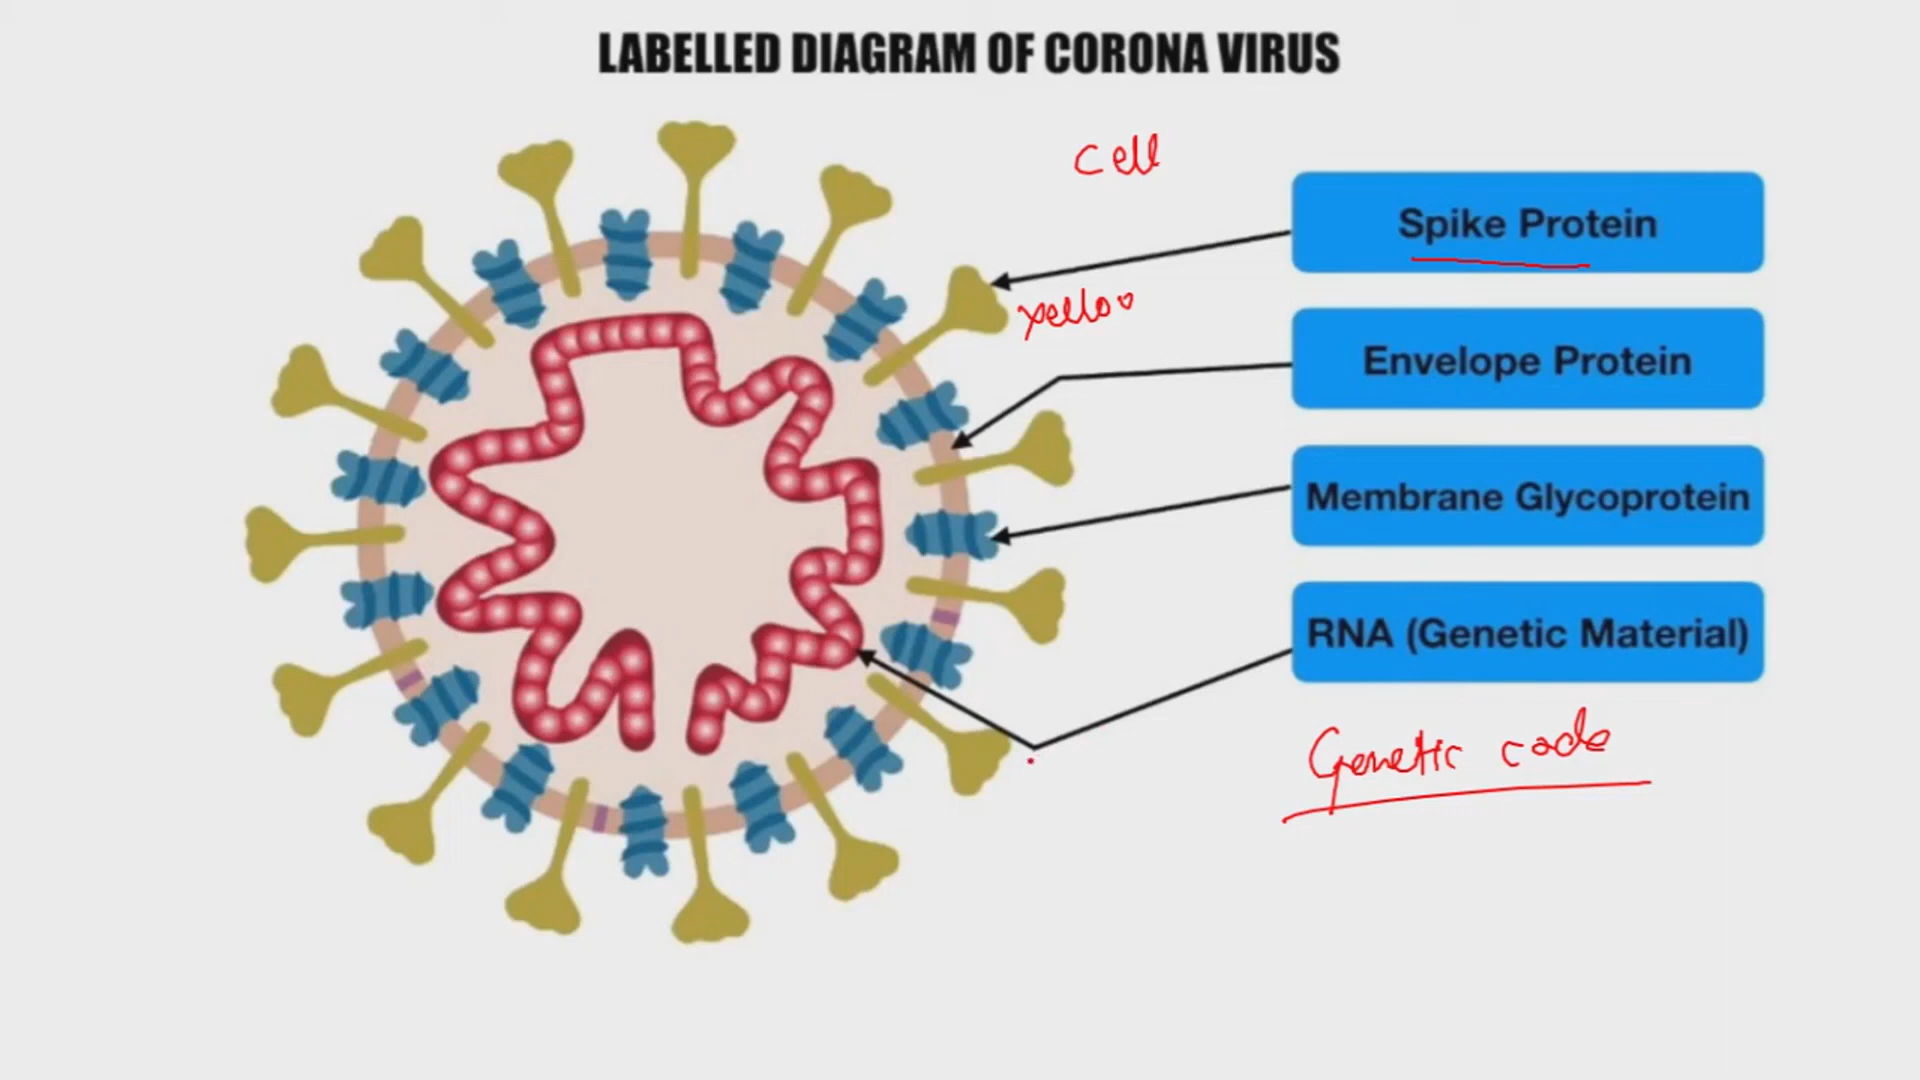 LABELLED DIAGRAM OF CORONA VIRUS
Cell
Spike Protein
yellow
Envelope Protein
Membrane Glycoprotein
RNA (Genetic Material)
Genetic code